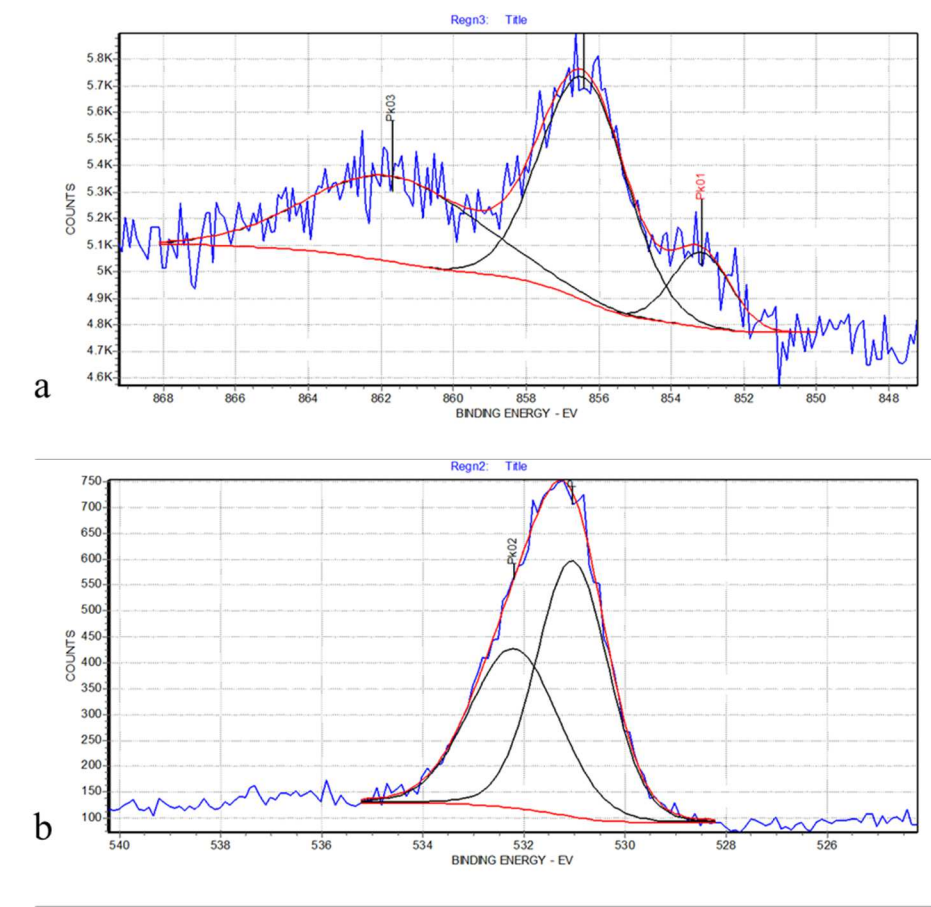 Regn3: Title
5.8K
5.7K
5.6K
5.5K
5.4K
5.3K
5.2K
5.1K
5K
4.9K
4.8K
4.7K
4.6K
COUNTS
Pk03
Pk01
868 866 864 862 860 858 856 854 852 850 848
BINDING ENERGY - EV
a
Regn2: Title
750
700
650
600
550
500
450
400
350
300
250
200
150
100
COUNTS
Pk02
540 538 536 534 532 530 528 526
BINDING ENERGY - EV
b